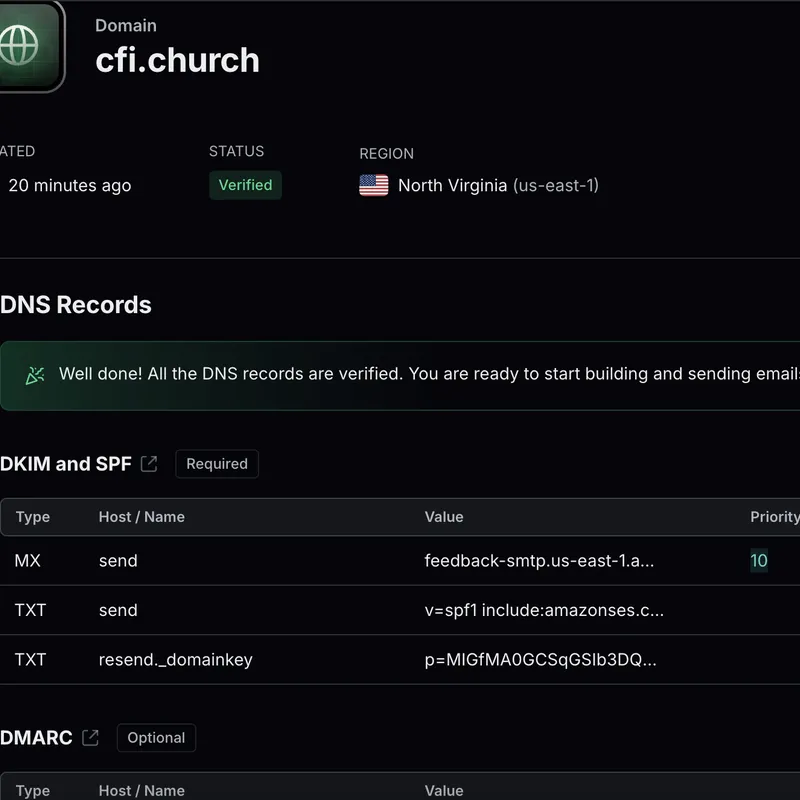 Domain
cfi.church
ATED STATUS REGION
20 minutes ago Verified North Virginia (us-east-1)
DNS Records
Well done! All the DNS records are verified. You are ready to start building and sending email
DKIM and SPF Required
Type Host / Name Value Priority
MX send feedback-smtp.us-east-1.a... 10
TXT send v=spf1 include:amazonses.c...
TXT resend._domainkey p=MIGfMA0GCSqGSIb3DQ...
DMARC Optional
Type Host / Name Value